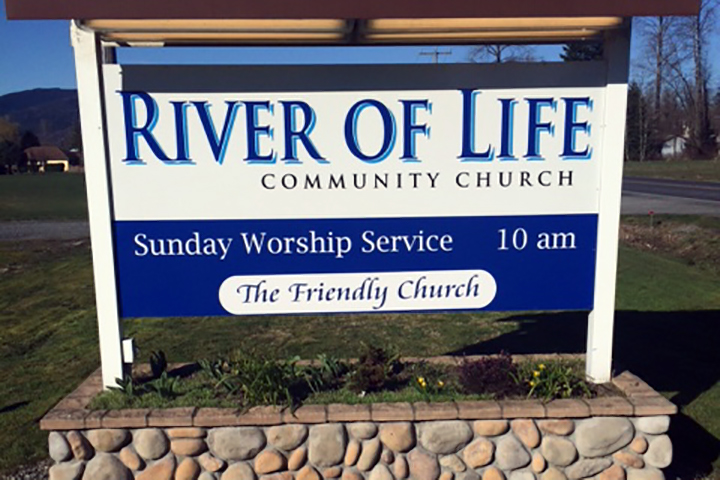 RIVER OF LIFE
COMMUNITY CHURCH
Sunday Worship Service 10 am
The Friendly Church